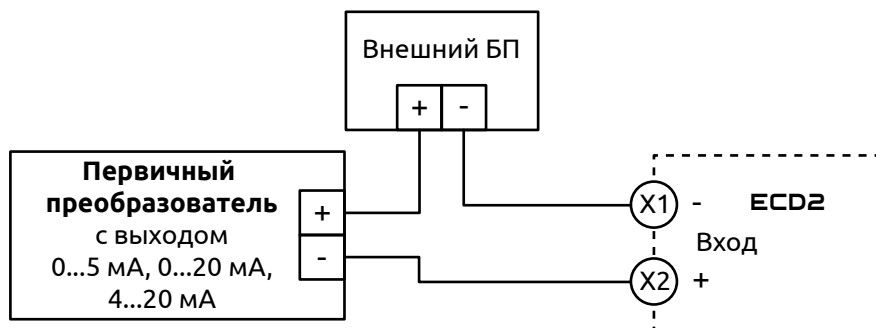 Внешний БП
+ -
Первичный
преобразователь
с выходом
0...5 мА, 0...20 мА,
4...20 мА
+
-
X1 - ECD2
Вход
X2 +